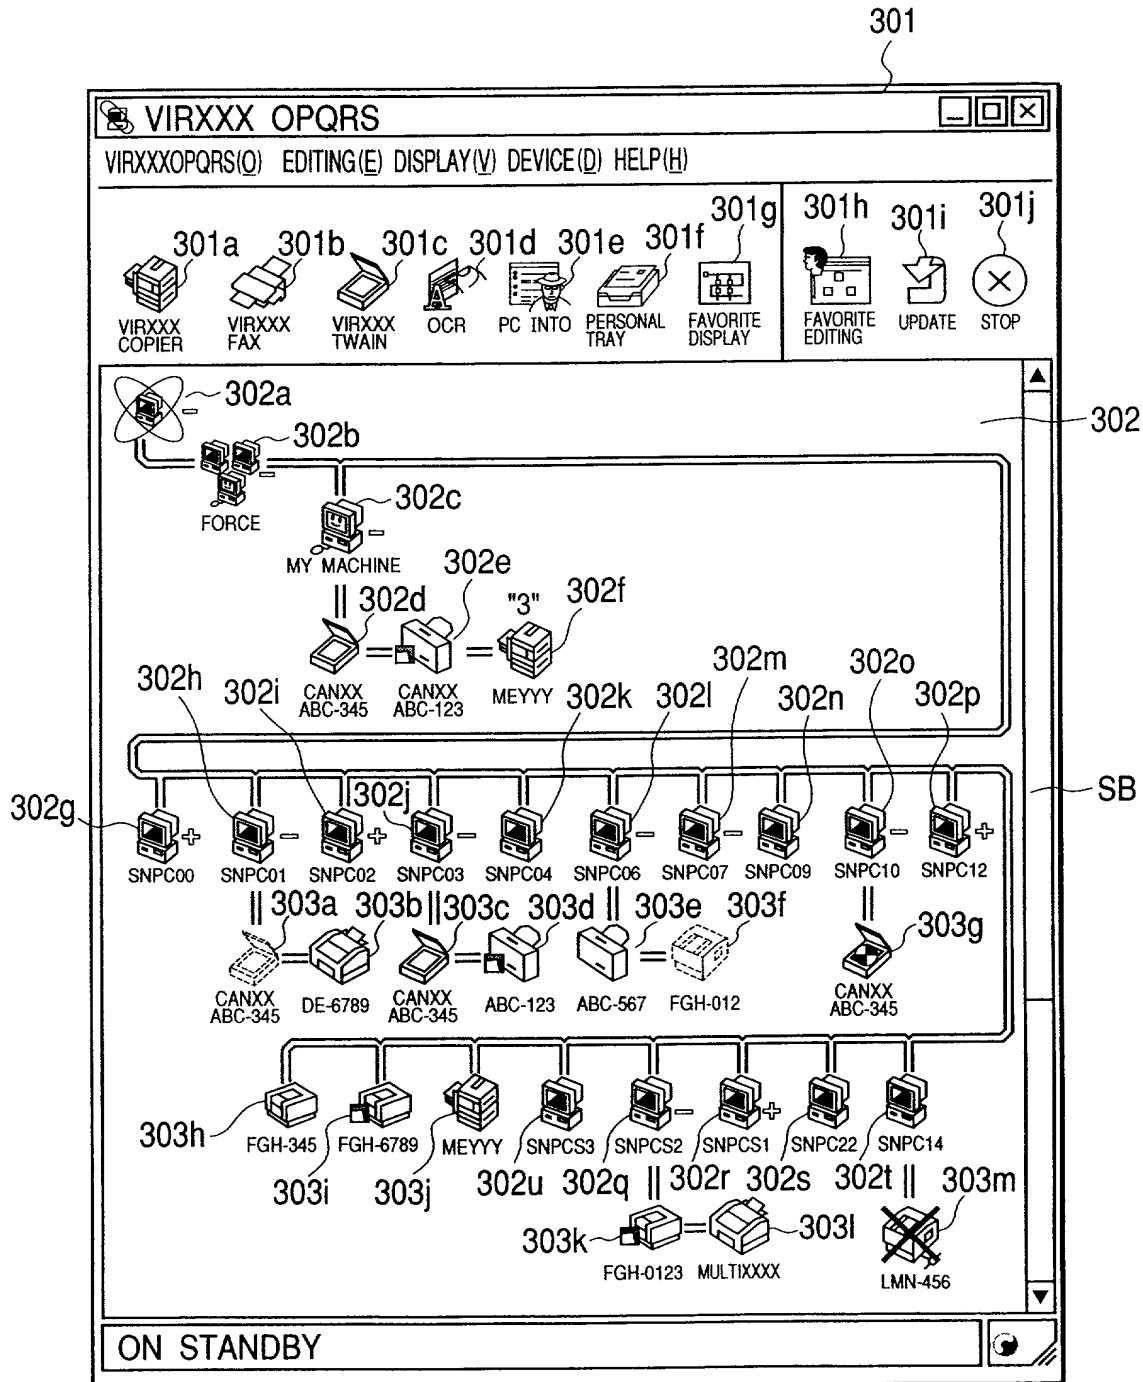 301
VIRXXX OPQRS
VIRXXXOPQRS(O) EDITING(E) DISPLAY(V) DEVICE(D) HELP(H)
301a 301b 301c 301d 301e 301f 301g 301h 301i 301j
VIRXXX COPIER
VIRXXX FAX
VIRXXX TWAIN
OCR
PC INTO
PERSONAL TRAY
FAVORITE DISPLAY
FAVORITE EDITING
UPDATE
STOP
302a
302
302b
FORCE
302c
MY MACHINE
302d 302e "3" 302f
CANXX ABC-345
CANXX ABC-123
MEYYY
302h 302i 302k 302l 302m 302n 302o 302p
302g 302j SB
SNPC00 SNPC01 SNPC02 SNPC03 SNPC04 SNPC06 SNPC07 SNPC09 SNPC10 SNPC12
303a 303b 303c 303d 303e 303f 303g
CANXX ABC-345
DE-6789
CANXX ABC-345
ABC-123
ABC-567
FGH-012
CANXX ABC-345
303h FGH-345 FGH-6789 MEYYY SNPCS3 SNPCS2 SNPCS1 SNPC22 SNPC14
303i 303j 302u 302q 302r 302s 302t 303m
303k 303l
FGH-0123 MULTIXXXX LMN-456
ON STANDBY